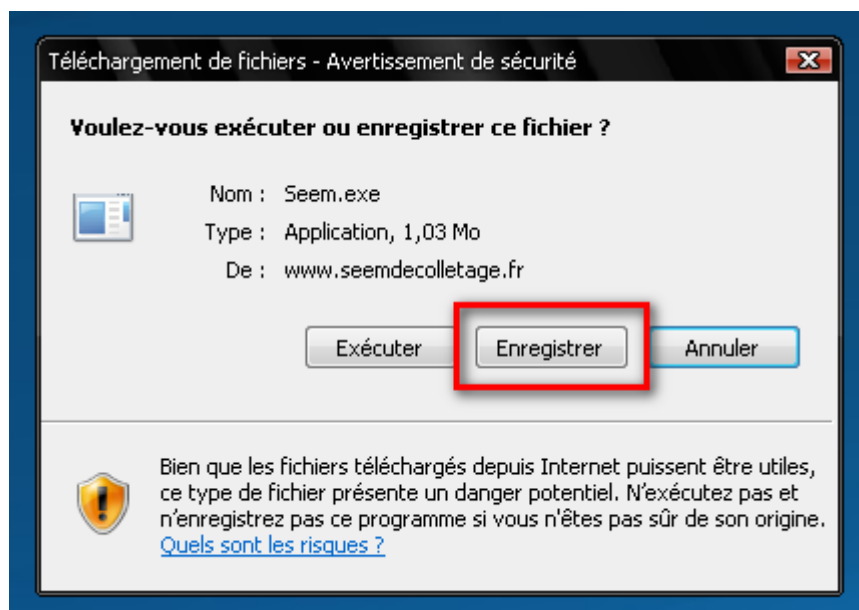 Téléchargement de fichiers - Avertissement de sécurité
Voulez-vous exécuter ou enregistrer ce fichier ?
Nom : Seem.exe
Type : Application, 1,03 Mo
De : www.seemdecolletage.fr
Exécuter Enregistrer Annuler
Bien que les fichiers téléchargés depuis Internet puissent être utiles,
ce type de fichier présente un danger potentiel. N'exécutez pas et
n'enregistrez pas ce programme si vous n'êtes pas sûr de son origine.
Quels sont les risques ?